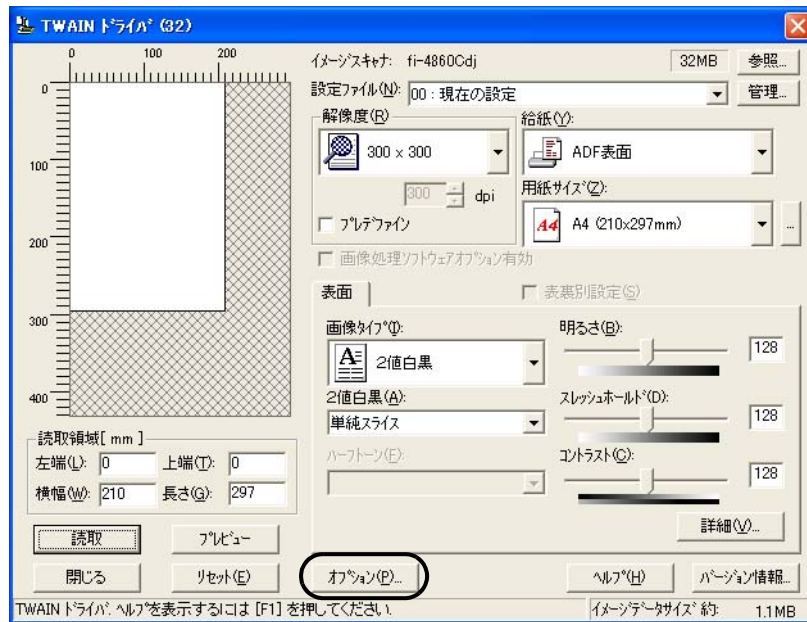 TWAIN ﾄﾞﾗｲﾊﾞ (32)
0 100 200
0
100
200
300
400
イメージスキャナ: fi-4860Cdj
32MB
参照...
設定ファイル(N):
00 : 現在の設定
管理...
解像度(R)
300 x 300
300 dpi
プレデファイン
給紙(Y):
ADF表面
用紙サイズ(Z):
A4 A4 (210x297mm)
...
画像処理ソフトウェアオプション有効
表面
表裏別設定(S)
画像タイプ(I):
A 2値白黒
2値白黒(A):
単純スライス
ハーフトーン(F):
明るさ(B):
128
スレッシュホールド(D):
128
コントラスト(C):
128
詳細(V)...
読取領域[ mm ]
左端(L): 0 上端(T): 0
横幅(W): 210 長さ(G): 297
読取 プレビュー
閉じる リセット(E) オプション(P)... ヘルプ(H) バージョン情報...
TWAIN ドライバ. ヘルプを表示するには [F1] を押してください. イメージデータサイズ 約: 1.1MB